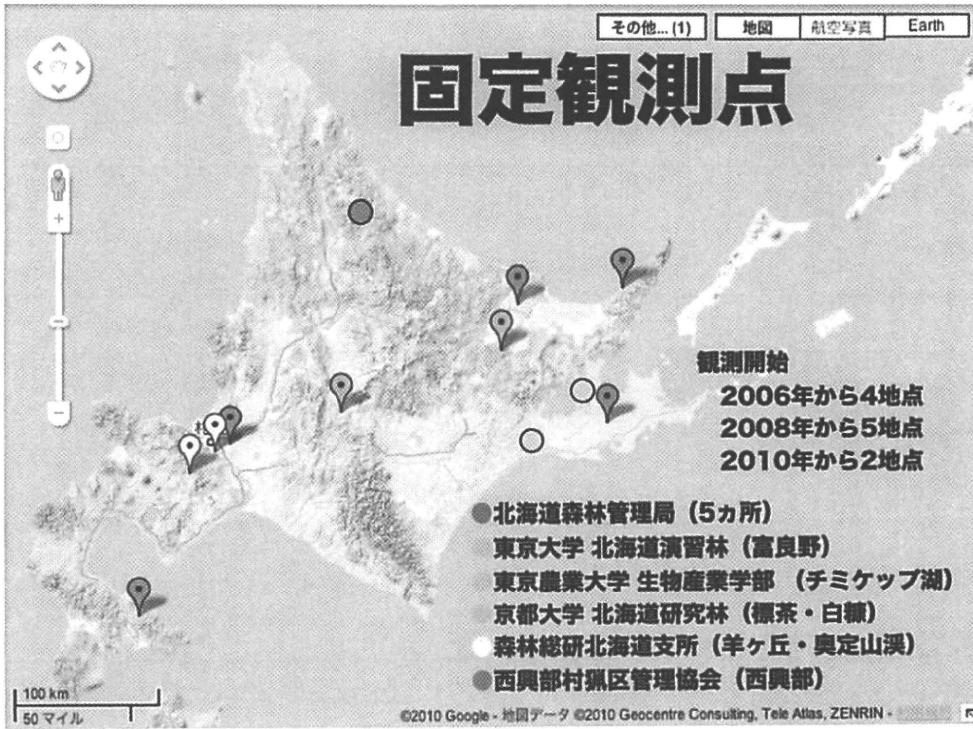 その他... (1) 地図 航空写真 Earth
固定観測点
観測開始
2006年から4地点
2008年から5地点
2010年から2地点
●北海道森林管理局（5ヵ所）
●東京大学 北海道演習林（富良野）
●東京農業大学 生物産業学部 （チミケップ湖）
●京都大学 北海道研究林（標茶・白糠）
●森林総研北海道支所（羊ヶ丘・奥定山渓）
●西興部村猟区管理協会（西興部）
100 km
50 マイル
©2010 Google - 地図データ ©2010 Geocentre Consulting, Tele Atlas, ZENRIN -